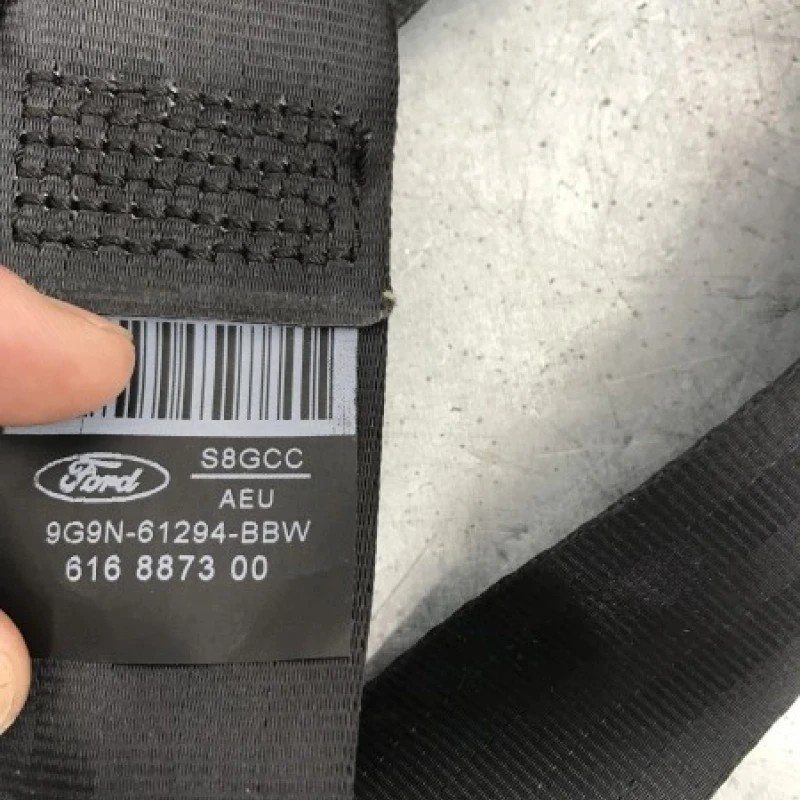 Ford
S8GCC
AEU
9G9N-61294-BBW
616 8873 00